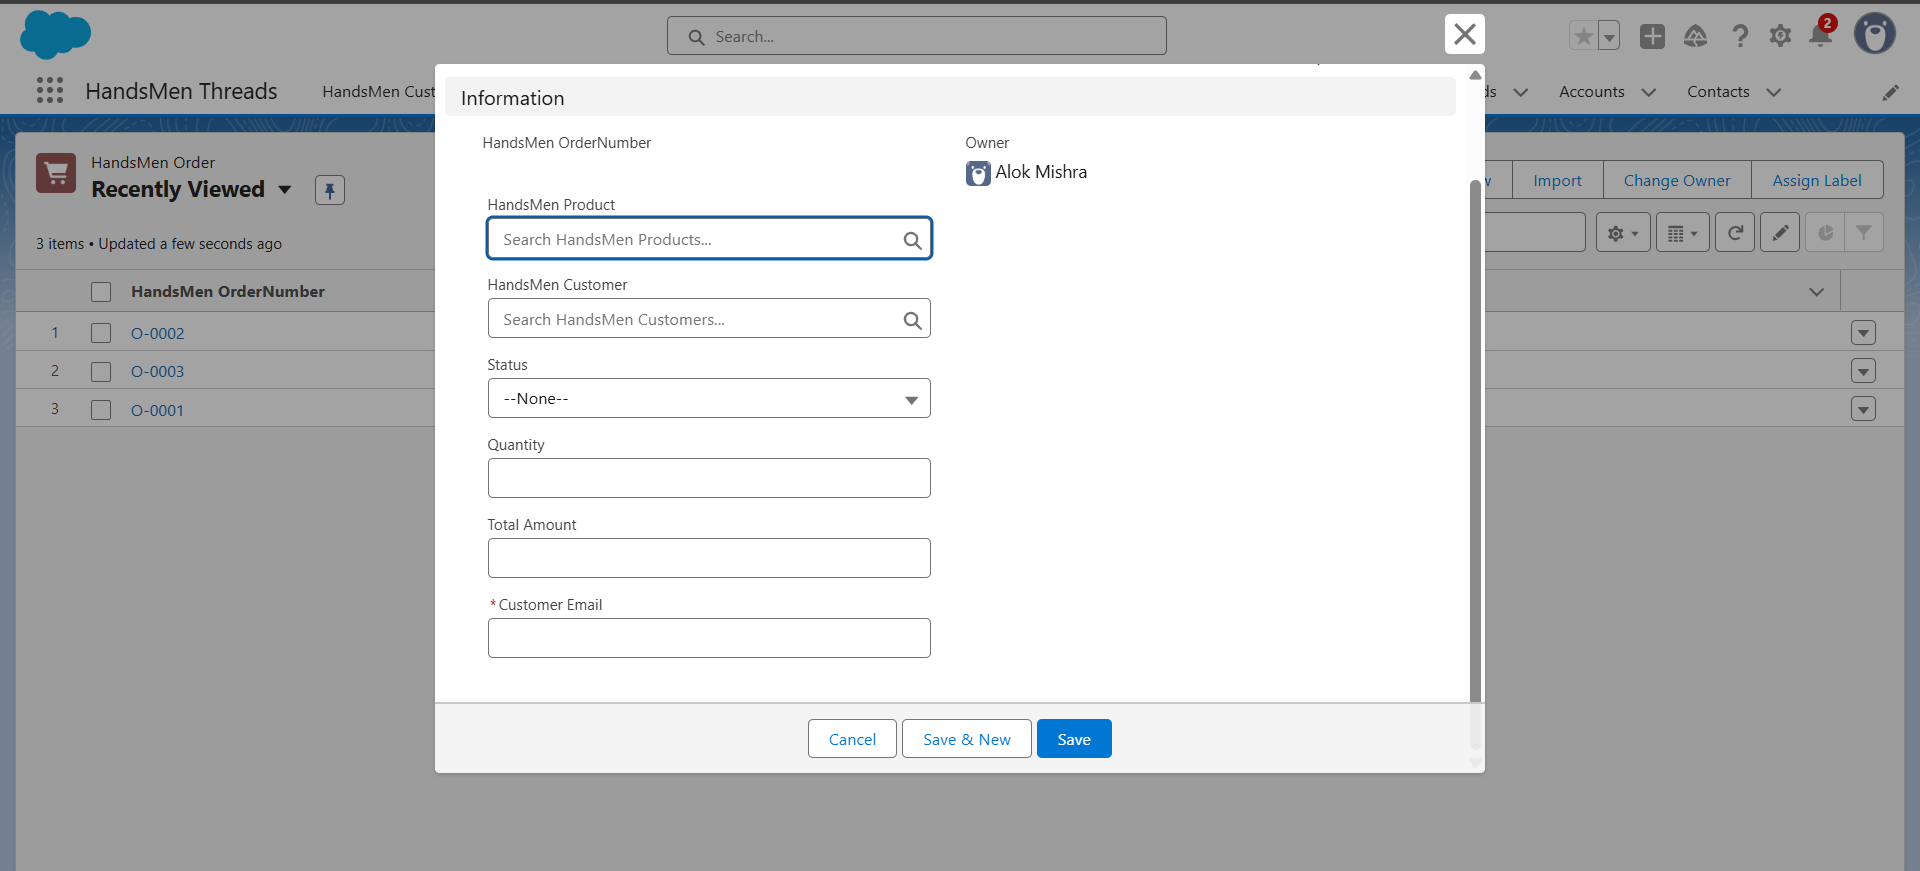 Search...
2
HandsMen Threads
HandsMen Cust
ds
Accounts
Contacts
HandsMen Order
Recently Viewed
Import
Change Owner
Assign Label
3 items • Updated a few seconds ago
HandsMen OrderNumber
1
O-0002
2
O-0003
3
O-0001
Information
HandsMen OrderNumber
Owner
Alok Mishra
HandsMen Product
Search HandsMen Products...
HandsMen Customer
Search HandsMen Customers...
Status
--None--
Quantity
Total Amount
*Customer Email
Cancel
Save & New
Save